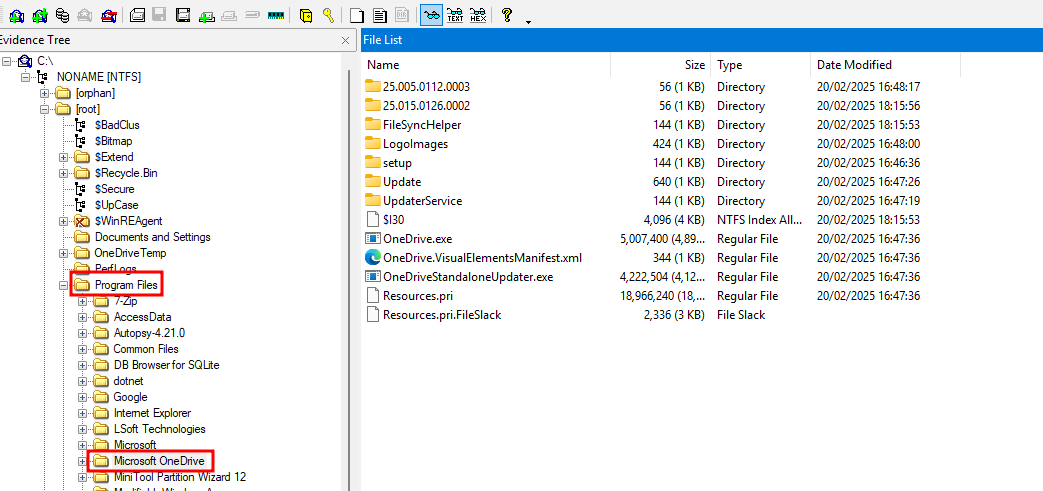 TEXT HEX
Evidence Tree
C:\
NONAME [NTFS]
[orphan]
[root]
$BadClus
$Bitmap
$Extend
$Recycle.Bin
$Secure
$UpCase
$WinREAgent
Documents and Settings
OneDriveTemp
PerfLogs
Program Files
7-Zip
AccessData
Autopsy-4.21.0
Common Files
DB Browser for SQLite
dotnet
Google
Internet Explorer
LSoft Technologies
Microsoft
Microsoft OneDrive
MiniTool Partition Wizard 12
File List
Name Size Type Date Modified
25.005.0112.0003 56 (1 KB) Directory 20/02/2025 16:48:17
25.015.0126.0002 56 (1 KB) Directory 20/02/2025 18:15:56
FileSyncHelper 144 (1 KB) Directory 20/02/2025 18:15:53
LogoImages 424 (1 KB) Directory 20/02/2025 16:48:00
setup 144 (1 KB) Directory 20/02/2025 16:46:36
Update 640 (1 KB) Directory 20/02/2025 16:47:26
UpdaterService 144 (1 KB) Directory 20/02/2025 16:47:19
$I30 4,096 (4 KB) NTFS Index All... 20/02/2025 18:15:53
OneDrive.exe 5,007,400 (4,89... Regular File 20/02/2025 16:47:36
OneDrive.VisualElementsManifest.xml 344 (1 KB) Regular File 20/02/2025 16:47:36
OneDriveStandaloneUpdater.exe 4,222,504 (4,12... Regular File 20/02/2025 16:47:36
Resources.pri 18,966,240 (18,... Regular File 20/02/2025 16:47:36
Resources.pri.FileSlack 2,336 (3 KB) File Slack